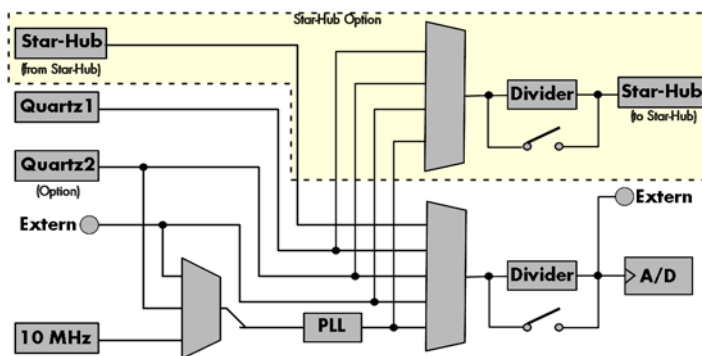 Star-Hub Option
Star-Hub
(from Star-Hub)
Quartz1
Divider
Star-Hub
(to Star-Hub)
Quartz2
(Option)
Extern
Extern
Divider
A/D
PLL
10 MHz